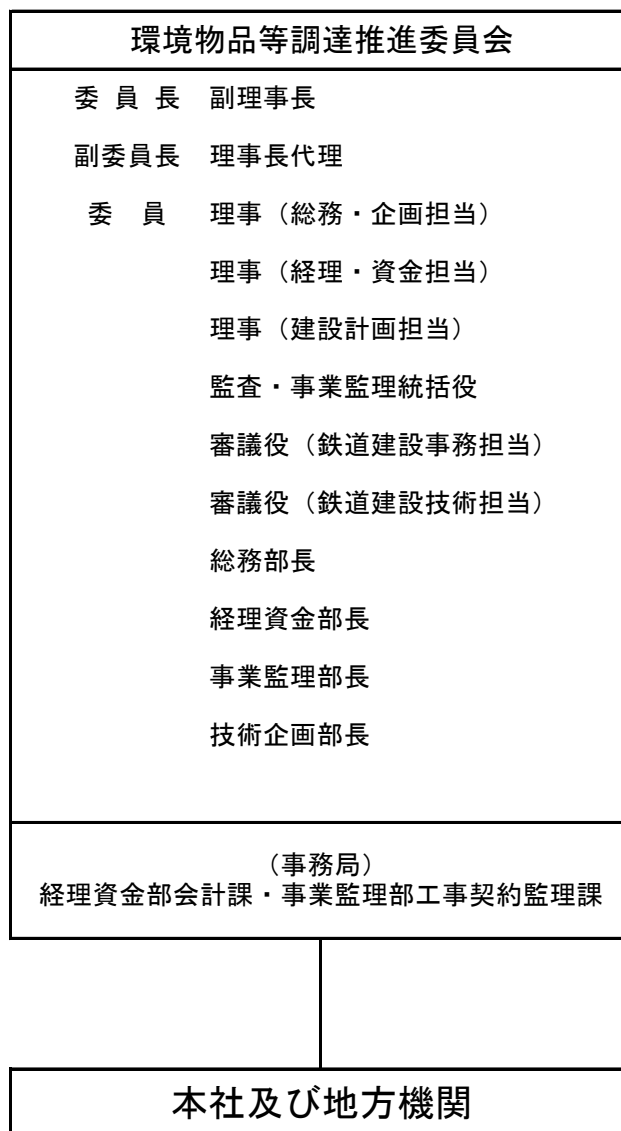 環境物品等調達推進委員会
委 員 長 副理事長
副委員長 理事長代理
委 員 理事（総務・企画担当）
理事（経理・資金担当）
理事（建設計画担当）
監査・事業監理統括役
審議役（鉄道建設事務担当）
審議役（鉄道建設技術担当）
総務部長
経理資金部長
事業監理部長
技術企画部長
（事務局）
経理資金部会計課・事業監理部工事契約監理課
本社及び地方機関